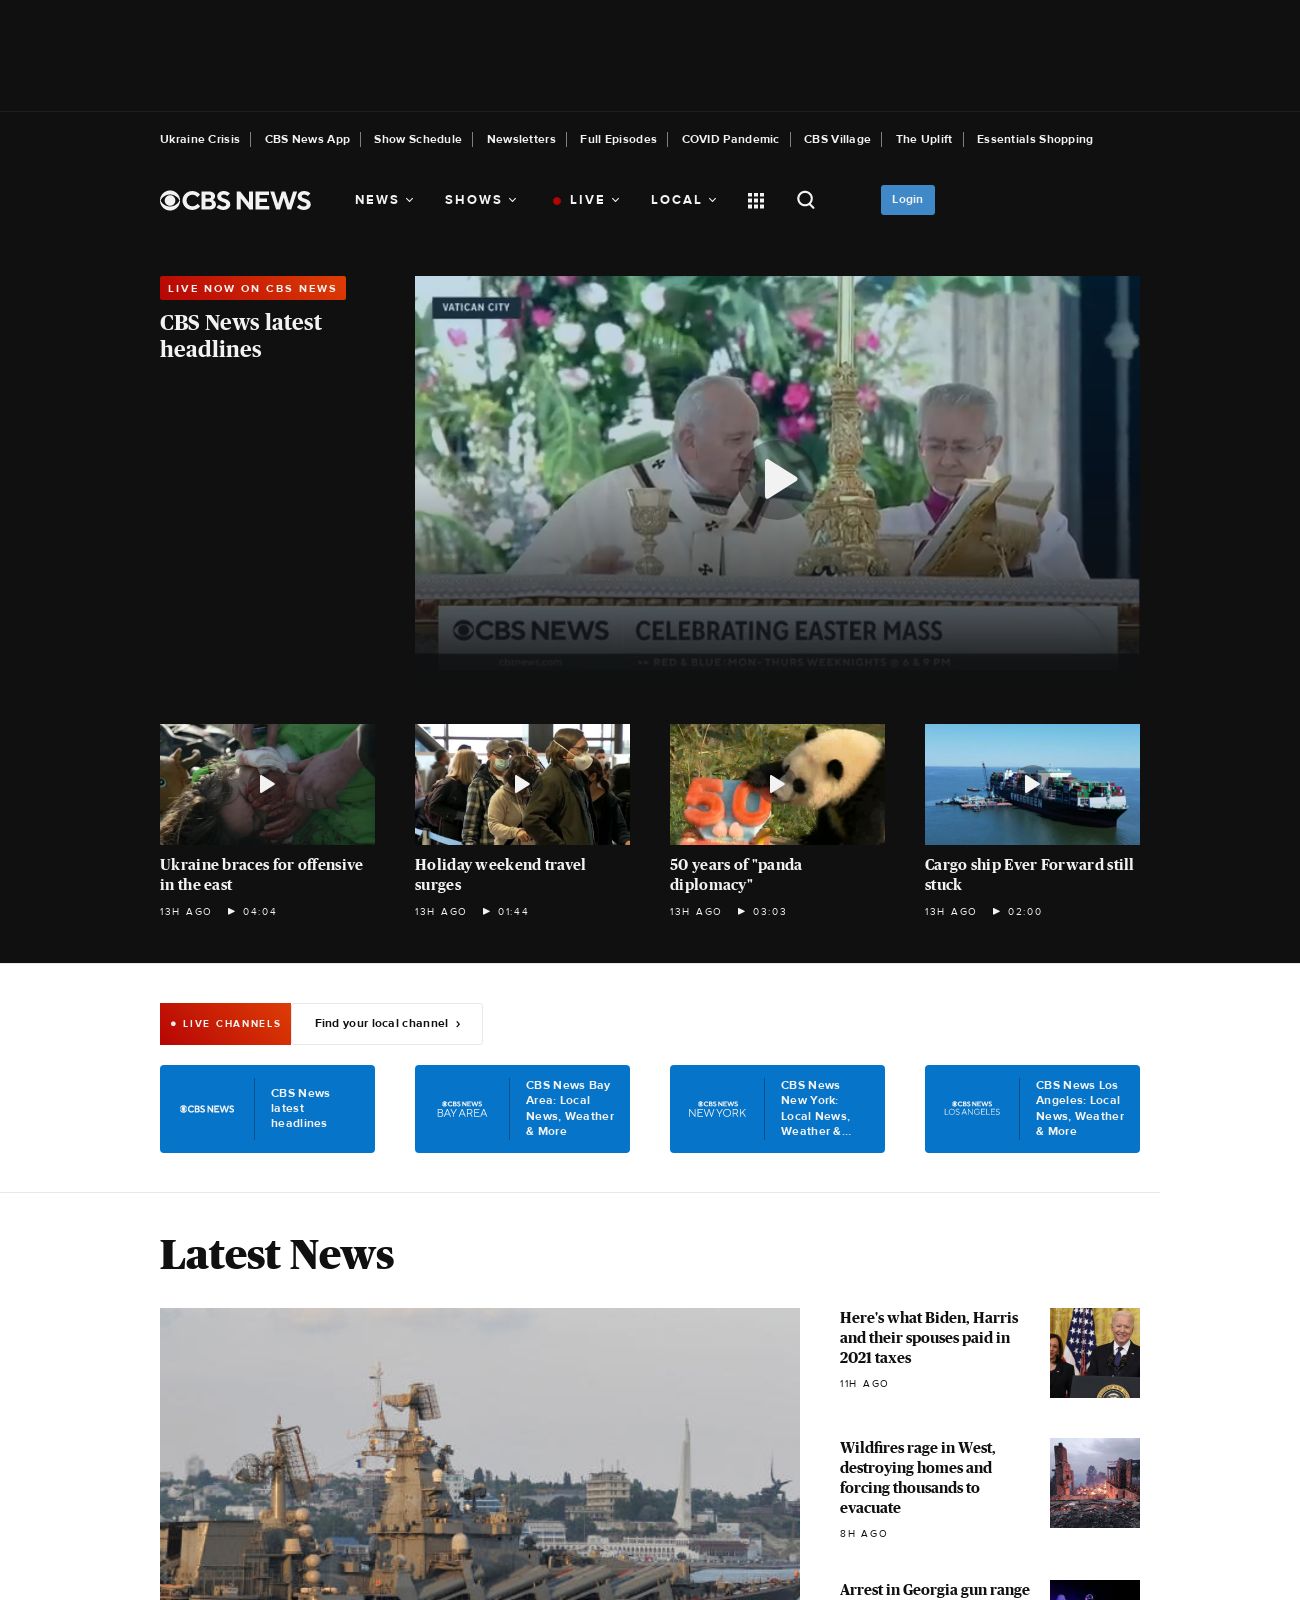 Ukraine Crisis CBS News App Show Schedule Newsletters Full Episodes COVID Pandemic CBS Village The Uplift Essentials Shopping
CBS NEWS NEWS SHOWS LIVE LOCAL Login
LIVE NOW ON CBS NEWS
CBS News latest
headlines
VATICAN CITY
CBS NEWS CELEBRATING EASTER MASS
cbsnews.com RED & BLUE: MON - THURS WEEKNIGHTS @ 6 & 9 PM
50
EVERGREEN
Ukraine braces for offensive
in the east
13H AGO 04:04
Holiday weekend travel
surges
13H AGO 01:44
50 years of "panda
diplomacy"
13H AGO 03:03
Cargo ship Ever Forward still
stuck
13H AGO 02:00
LIVE CHANNELS Find your local channel ›
CBS NEWS
CBS News
latest
headlines
CBS NEWS
BAY AREA
CBS News Bay
Area: Local
News, Weather
& More
CBS NEWS
NEW YORK
CBS News
New York:
Local News,
Weather &...
CBS NEWS
LOS ANGELES
CBS News Los
Angeles: Local
News, Weather
& More
Latest News
Here's what Biden, Harris
and their spouses paid in
2021 taxes
11H AGO
Wildfires rage in West,
destroying homes and
forcing thousands to
evacuate
8H AGO
Arrest in Georgia gun range